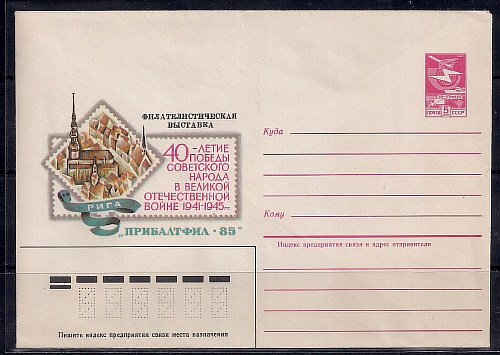 ФИЛАТЕЛИСТИЧЕСКАЯ
ВЫСТАВКА
40-ЛЕТИЕ
ПОБЕДЫ
СОВЕТСКОГО
НАРОДА
В ВЕЛИКОЙ
ОТЕЧЕСТВЕННОЙ
ВОЙНЕ 1941-1945гг.
РИГА
„ПРИБАЛТФИЛ · 85"
ПОЧТА 5 СССР
Куда
Кому
Индекс предприятия связи и адрес отправителя
Пишите индекс предприятия связи места назначения